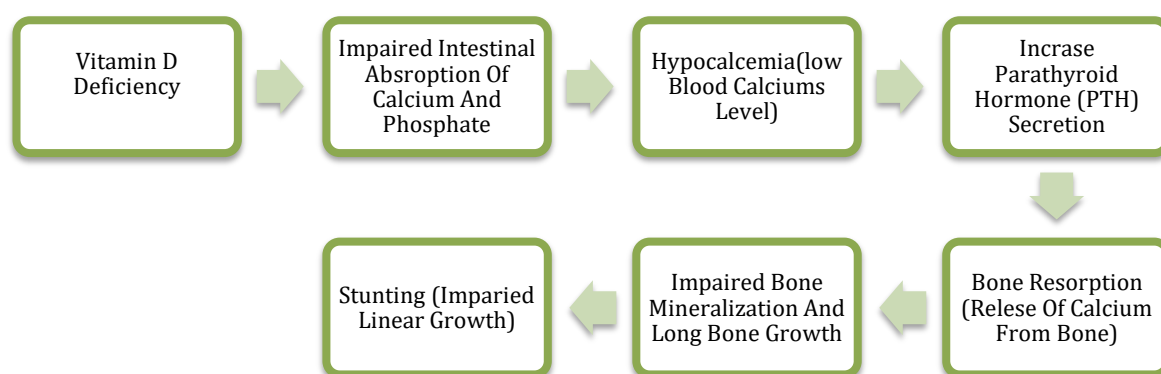 Vitamin D
Deficiency
Impaired Intestinal
Absroption Of
Calcium And
Phosphate
Hypocalcemia(low
Blood Calciums
Level)
Incrase
Parathyroid
Hormone (PTH)
Secretion
Bone Resorption
(Relese Of Calcium
From Bone)
Impaired Bone
Mineralization And
Long Bone Growth
Stunting (Imparied
Linear Growth)